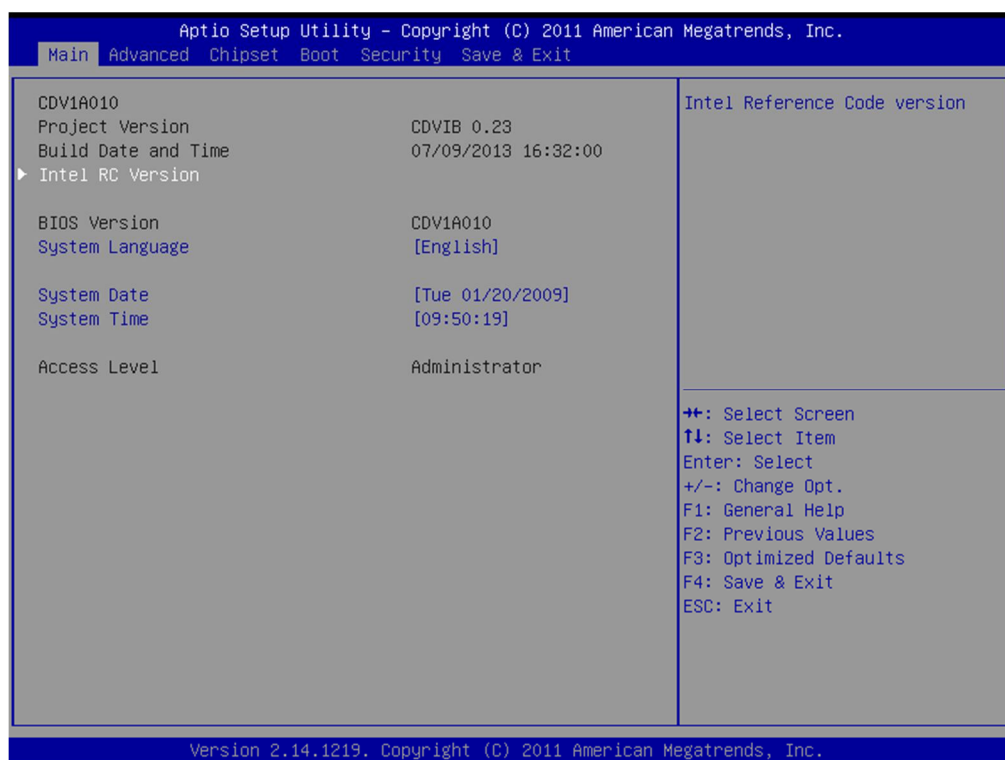 Aptio Setup Utility – Copyright (C) 2011 American Megatrends, Inc.
Main Advanced Chipset Boot Security Save & Exit
CDV1A010
Project Version CDVIB 0.23
Build Date and Time 07/09/2013 16:32:00
▶ Intel RC Version
BIOS Version CDV1A010
System Language [English]
System Date [Tue 01/20/2009]
System Time [09:50:19]
Access Level Administrator
Intel Reference Code version
→←: Select Screen
↑↓: Select Item
Enter: Select
+/-: Change Opt.
F1: General Help
F2: Previous Values
F3: Optimized Defaults
F4: Save & Exit
ESC: Exit
Version 2.14.1219. Copyright (C) 2011 American Megatrends, Inc.